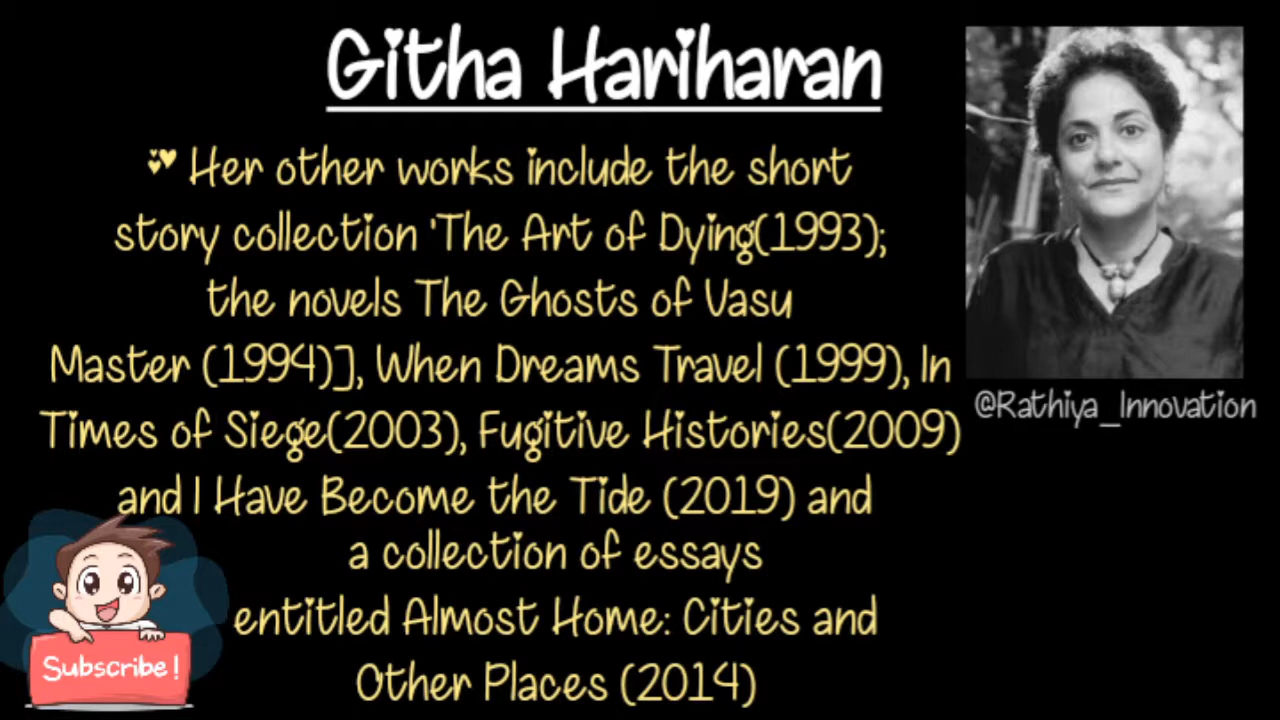 Githa Hariharan
Her other works include the short
story collection 'The Art of Dying(1993);
the novels The Ghosts of Vasu
Master (1994)], When Dreams Travel (1999), In
Times of Siege(2003), Fugitive Histories(2009)
and I Have Become the Tide (2019) and
a collection of essays
entitled Almost Home: Cities and
Other Places (2014)
@Rathiya_Innovation
Subscribe!